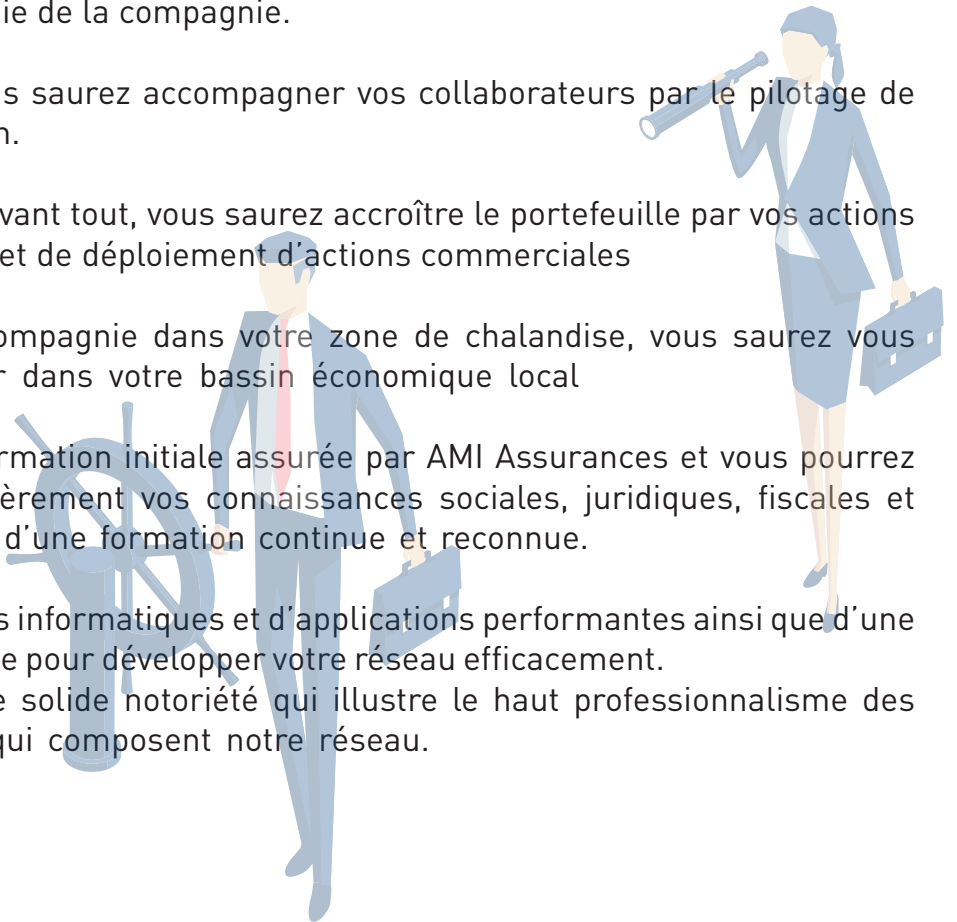 ie de la compagnie.
s saurez accompagner vos collaborateurs par le pilotage de
n.
vant tout, vous saurez accroître le portefeuille par vos actions
et de déploiement d'actions commerciales
ompagnie dans votre zone de chalandise, vous saurez vous
r dans votre bassin économique local
rmation initiale assurée par AMI Assurances et vous pourrez
èrement vos connaissances sociales, juridiques, fiscales et
d'une formation continue et reconnue.
s informatiques et d'applications performantes ainsi que d'une
e pour développer votre réseau efficacement.
e solide notoriété qui illustre le haut professionnalisme des
qui composent notre réseau.